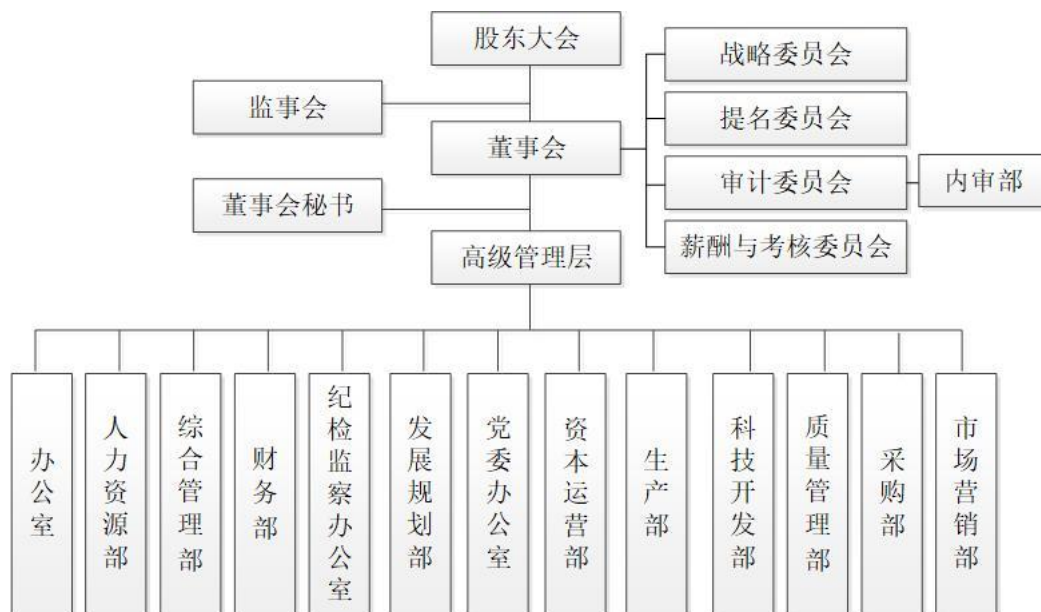 股东大会
战略委员会
监事会
提名委员会
董事会
审计委员会
内审部
董事会秘书
高级管理层
薪酬与考核委员会
办公室
人力资源部
综合管理部
财务部
纪检监察办公室
发展规划部
党委办公室
资本运营部
生产部
科技开发部
质量管理部
采购部
市场营销部